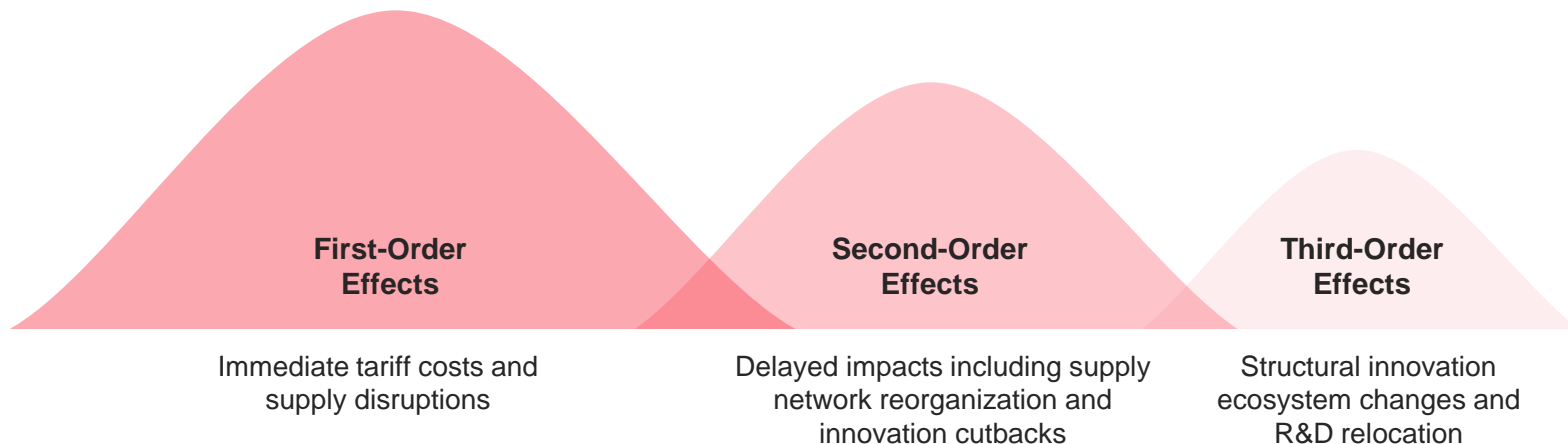 First-Order
Effects
Second-Order
Effects
Third-Order
Effects
Immediate tariff costs and
supply disruptions
Delayed impacts including supply
network reorganization and
innovation cutbacks
Structural innovation
ecosystem changes and
R&D relocation